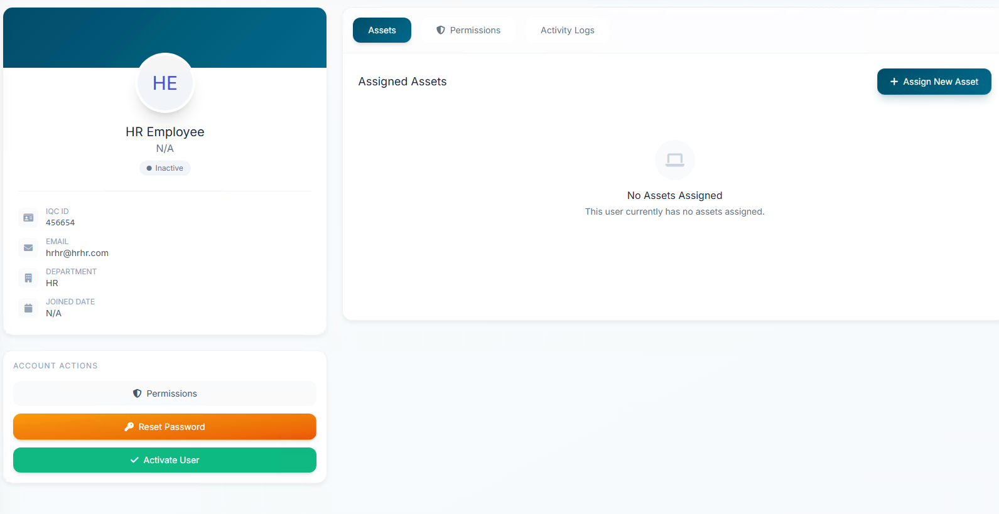 HE
HR Employee
N/A
Inactive
IQC ID
456654
EMAIL
hrhr@hrhr.com
DEPARTMENT
HR
JOINED DATE
N/A
ACCOUNT ACTIONS
Permissions
Reset Password
Activate User
Assets
Permissions
Activity Logs
Assigned Assets
+ Assign New Asset
No Assets Assigned
This user currently has no assets assigned.